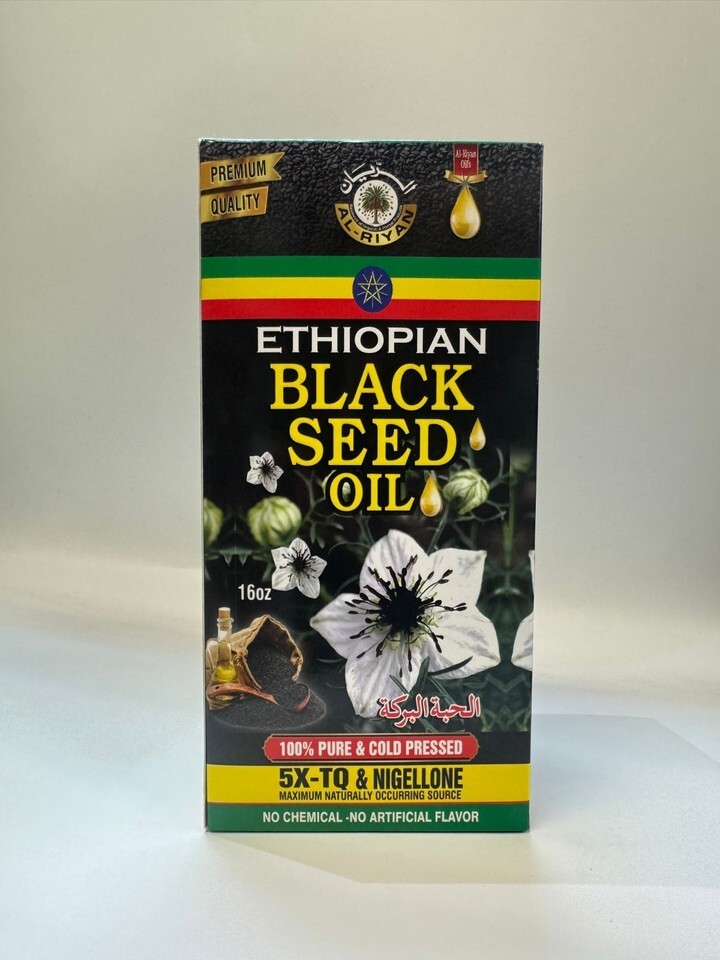 PREMIUM
QUALITY
الريان
AL-RIYAN
Al-Riyan
Oil's
ETHIOPIAN
BLACK
SEED
OIL
16oz
الحبة البركة
100% PURE & COLD PRESSED
5X-TQ & NIGELLONE
MAXIMUM NATURALLY OCCURRING SOURCE
NO CHEMICAL -NO ARTIFICIAL FLAVOR